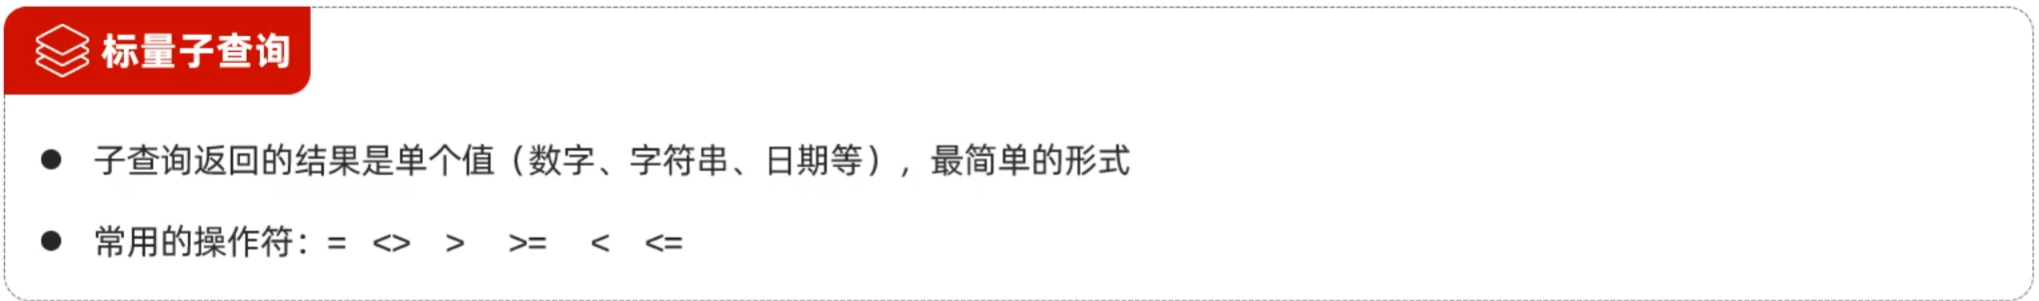 标量子查询
● 子查询返回的结果是单个值（数字、字符串、日期等），最简单的形式
● 常用的操作符：= <> > >= < <=